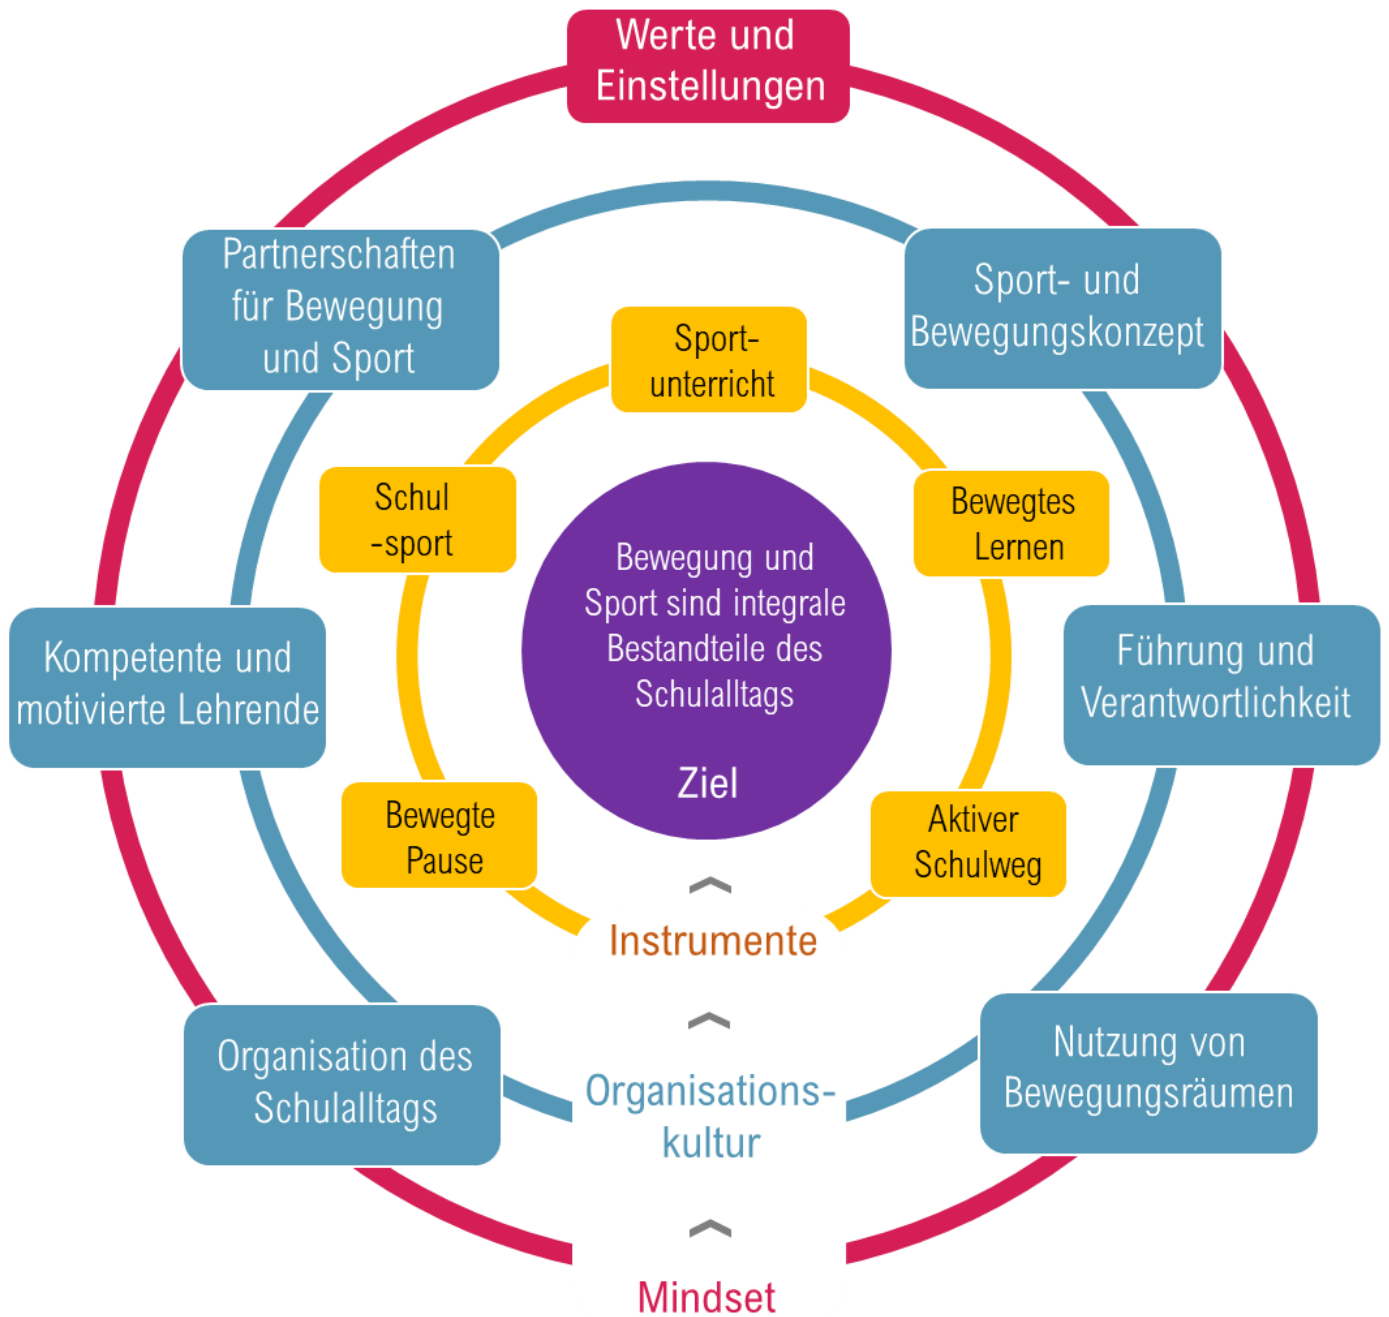 Werte und
Einstellungen
Partnerschaften
für Bewegung
und Sport
Sport- und
Bewegungskonzept
Sport-
unterricht
Schul
-sport
Bewegtes
Lernen
Bewegung und
Sport sind integrale
Bestandteile des
Schulalltags
Ziel
Kompetente und
motivierte Lehrende
Führung und
Verantwortlichkeit
Bewegte
Pause
Aktiver
Schulweg
Instrumente
Organisation des
Schulalltags
Nutzung von
Bewegungsräumen
Organisations-
kultur
Mindset